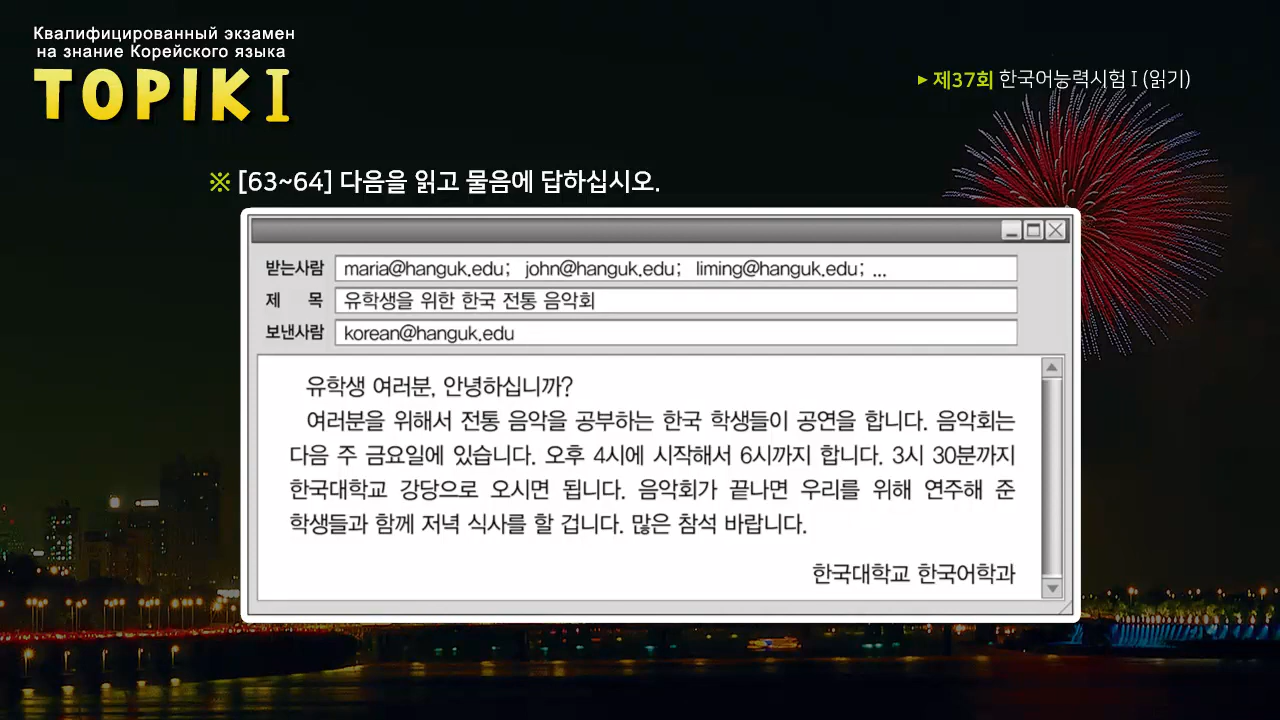 Квалифицированный экзамен
на знание Корейского языка
TOPIK I
▶ 제37회 한국어능력시험 I (읽기)
※ [63~64] 다음을 읽고 물음에 답하십시오.
받는사람 maria@hanguk.edu; john@hanguk.edu; liming@hanguk.edu; ...
제 목 유학생을 위한 한국 전통 음악회
보낸사람 korean@hanguk.edu
유학생 여러분, 안녕하십니까?
여러분을 위해서 전통 음악을 공부하는 한국 학생들이 공연을 합니다. 음악회는
다음 주 금요일에 있습니다. 오후 4시에 시작해서 6시까지 합니다. 3시 30분까지
한국대학교 강당으로 오시면 됩니다. 음악회가 끝나면 우리를 위해 연주해 준
학생들과 함께 저녁 식사를 할 겁니다. 많은 참석 바랍니다.
한국대학교 한국어학과